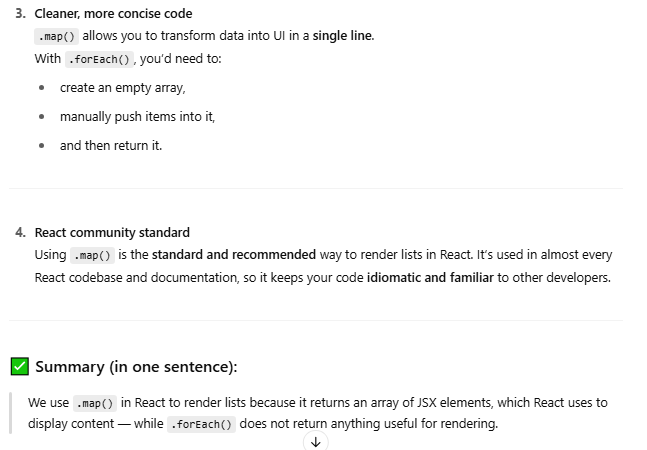 3. Cleaner, more concise code
.map() allows you to transform data into UI in a single line.
With .forEach(), you'd need to:
• create an empty array,
• manually push items into it,
• and then return it.
4. React community standard
Using .map() is the standard and recommended way to render lists in React. It's used in almost every
React codebase and documentation, so it keeps your code idiomatic and familiar to other developers.
✅ Summary (in one sentence):
We use .map() in React to render lists because it returns an array of JSX elements, which React uses to
display content — while .forEach() does not return anything useful for rendering.